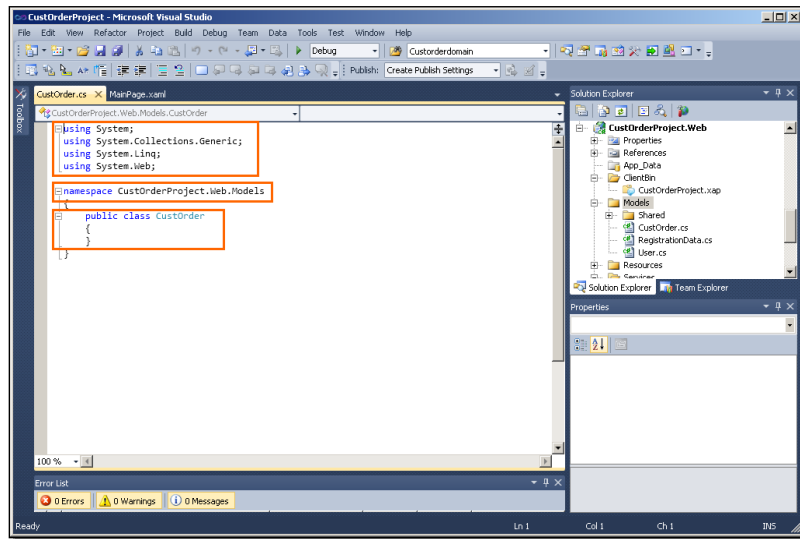 CustOrderProject - Microsoft Visual Studio
File Edit View Refactor Project Build Debug Team Data Tools Test Window Help
Debug Custorderdomain
Publish: Create Publish Settings
CustOrder.cs MainPage.xaml
Solution Explorer
Toolbox
CustOrderProject.Web.Models.CustOrder
using System;
using System.Collections.Generic;
using System.Linq;
using System.Web;
namespace CustOrderProject.Web.Models
{
public class CustOrder
{
}
}
CustOrderProject.Web
Properties
References
App_Data
ClientBin
CustOrderProject.xap
Models
Shared
CustOrder.cs
RegistrationData.cs
User.cs
Resources
Services
Solution Explorer Team Explorer
Properties
100 %
Error List
0 Errors 0 Warnings 0 Messages
Ready Ln 1 Col 1 Ch 1 INS